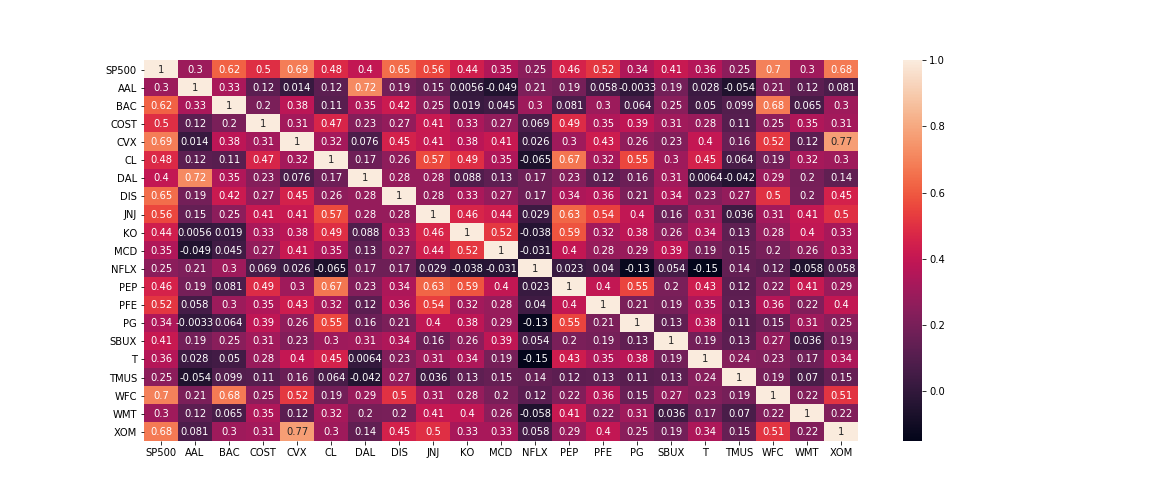 SP500 1 0.3 0.62 0.5 0.69 0.48 0.4 0.65 0.56 0.44 0.35 0.25 0.46 0.52 0.34 0.41 0.36 0.25 0.7 0.3 0.68
AAL 0.3 1 0.33 0.12 0.014 0.12 0.72 0.19 0.15 0.0056 -0.049 0.21 0.19 0.058 -0.0033 0.19 0.028 -0.054 0.21 0.12 0.081
BAC 0.62 0.33 1 0.2 0.38 0.11 0.35 0.42 0.25 0.019 0.045 0.3 0.081 0.3 0.064 0.25 0.05 0.099 0.68 0.065 0.3
COST 0.5 0.12 0.2 1 0.31 0.47 0.23 0.27 0.41 0.33 0.27 0.069 0.49 0.35 0.39 0.31 0.28 0.11 0.25 0.35 0.31
CVX 0.69 0.014 0.38 0.31 1 0.32 0.076 0.45 0.41 0.38 0.41 0.026 0.3 0.43 0.26 0.23 0.4 0.16 0.52 0.12 0.77
CL 0.48 0.12 0.11 0.47 0.32 1 0.17 0.26 0.57 0.49 0.35 -0.065 0.67 0.32 0.55 0.3 0.45 0.064 0.19 0.32 0.3
DAL 0.4 0.72 0.35 0.23 0.076 0.17 1 0.28 0.28 0.088 0.13 0.17 0.23 0.12 0.16 0.31 0.0064 -0.042 0.29 0.2 0.14
DIS 0.65 0.19 0.42 0.27 0.45 0.26 0.28 1 0.28 0.33 0.27 0.17 0.34 0.36 0.21 0.34 0.23 0.27 0.5 0.2 0.45
JNJ 0.56 0.15 0.25 0.41 0.41 0.57 0.28 0.28 1 0.46 0.44 0.029 0.63 0.54 0.4 0.16 0.31 0.036 0.31 0.41 0.5
KO 0.44 0.0056 0.019 0.33 0.38 0.49 0.088 0.33 0.46 1 0.52 -0.038 0.59 0.32 0.38 0.26 0.34 0.13 0.28 0.4 0.33
MCD 0.35 -0.049 0.045 0.27 0.41 0.35 0.13 0.27 0.44 0.52 1 -0.031 0.4 0.28 0.29 0.39 0.19 0.15 0.2 0.26 0.33
NFLX 0.25 0.21 0.3 0.069 0.026 -0.065 0.17 0.17 0.029 -0.038 -0.031 1 0.023 0.04 -0.13 0.054 -0.15 0.14 0.12 -0.058 0.058
PEP 0.46 0.19 0.081 0.49 0.3 0.67 0.23 0.34 0.63 0.59 0.4 0.023 1 0.4 0.55 0.2 0.43 0.12 0.22 0.41 0.29
PFE 0.52 0.058 0.3 0.35 0.43 0.32 0.12 0.36 0.54 0.32 0.28 0.04 0.4 1 0.21 0.19 0.35 0.13 0.36 0.22 0.4
PG 0.34 -0.0033 0.064 0.39 0.26 0.55 0.16 0.21 0.4 0.38 0.29 -0.13 0.55 0.21 1 0.13 0.38 0.11 0.15 0.31 0.25
SBUX 0.41 0.19 0.25 0.31 0.23 0.3 0.31 0.34 0.16 0.26 0.39 0.054 0.2 0.19 0.13 1 0.19 0.13 0.27 0.036 0.19
T 0.36 0.028 0.05 0.28 0.4 0.45 0.0064 0.23 0.31 0.34 0.19 -0.15 0.43 0.35 0.38 0.19 1 0.24 0.23 0.17 0.34
TMUS 0.25 -0.054 0.099 0.11 0.16 0.064 -0.042 0.27 0.036 0.13 0.15 0.14 0.12 0.13 0.11 0.13 0.24 1 0.19 0.07 0.15
WFC 0.7 0.21 0.68 0.25 0.52 0.19 0.29 0.5 0.31 0.28 0.2 0.12 0.22 0.36 0.15 0.27 0.23 0.19 1 0.22 0.51
WMT 0.3 0.12 0.065 0.35 0.12 0.32 0.2 0.2 0.41 0.4 0.26 -0.058 0.41 0.22 0.31 0.036 0.17 0.07 0.22 1 0.22
XOM 0.68 0.081 0.3 0.31 0.77 0.3 0.14 0.45 0.5 0.33 0.33 0.058 0.29 0.4 0.25 0.19 0.34 0.15 0.51 0.22 1
SP500 AAL BAC COST CVX CL DAL DIS JNJ KO MCD NFLX PEP PFE PG SBUX T TMUS WFC WMT XOM
1.0
0.8
0.6
0.4
0.2
0.0